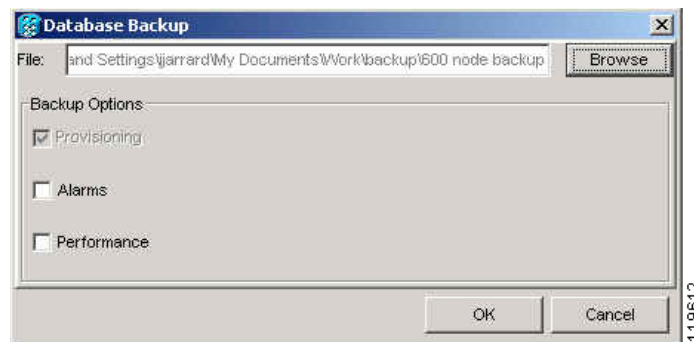 Database Backup
File: and Settings\jjarrard\My Documents\Work\backup\600 node backup Browse
Backup Options
Provisioning
Alarms
Performance
OK Cancel
119612